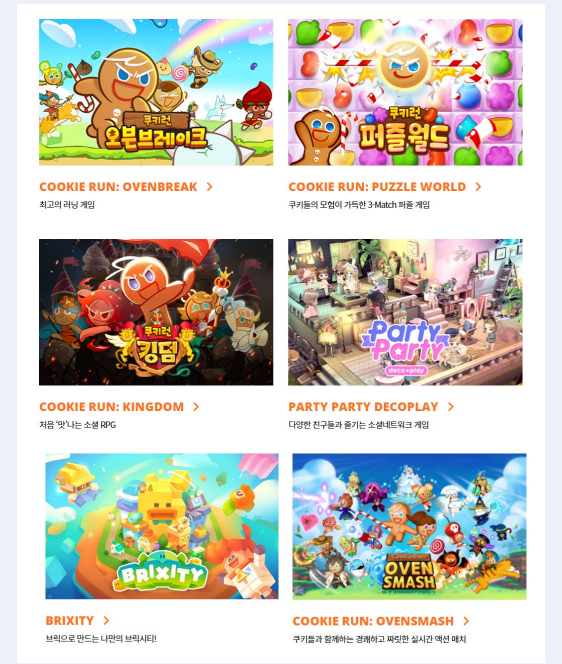 쿠키런
오븐브레이크
COOKIE RUN: OVENBREAK
최고의 러닝 게임
쿠키런
퍼즐월드
COOKIE RUN: PUZZLE WORLD
쿠키들의 모험이 가득한 3-Match 퍼즐 게임
쿠키런
킹덤
COOKIE RUN: KINGDOM
처음 '맛'나는 소셜 RPG
LOVE
Party
Party
deco•play
PARTY PARTY DECOPLAY
다양한 친구들과 즐기는 소셜네트워크 게임
BRIXITY
BRIXITY
브릭으로 만드는 나만의 브릭시티!
COOKIERUN
OVEN
SMASH
COOKIE RUN: OVENSMASH
쿠키들과 함께하는 경쾌하고 짜릿한 실시간 액션 매치